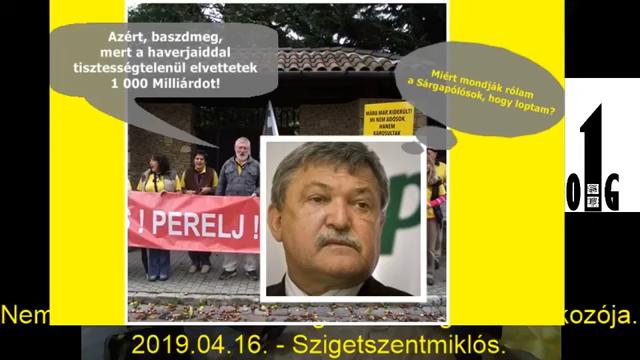 Azért, baszdmeg,
mert a haverjaiddal
tisztességtelenül elvettetek
1 000 Milliárdot!
Miért mondják rólam
a Sárgapólósok, hogy loptam?
MÁRA MÁR KIDERÜLT!
MI NEM ADÓSOK
HANEM
KÁROSULTAK
! PERELJ !
1
O G
Nem
kozója.
2019.04.16. - Szigetszentmiklós.